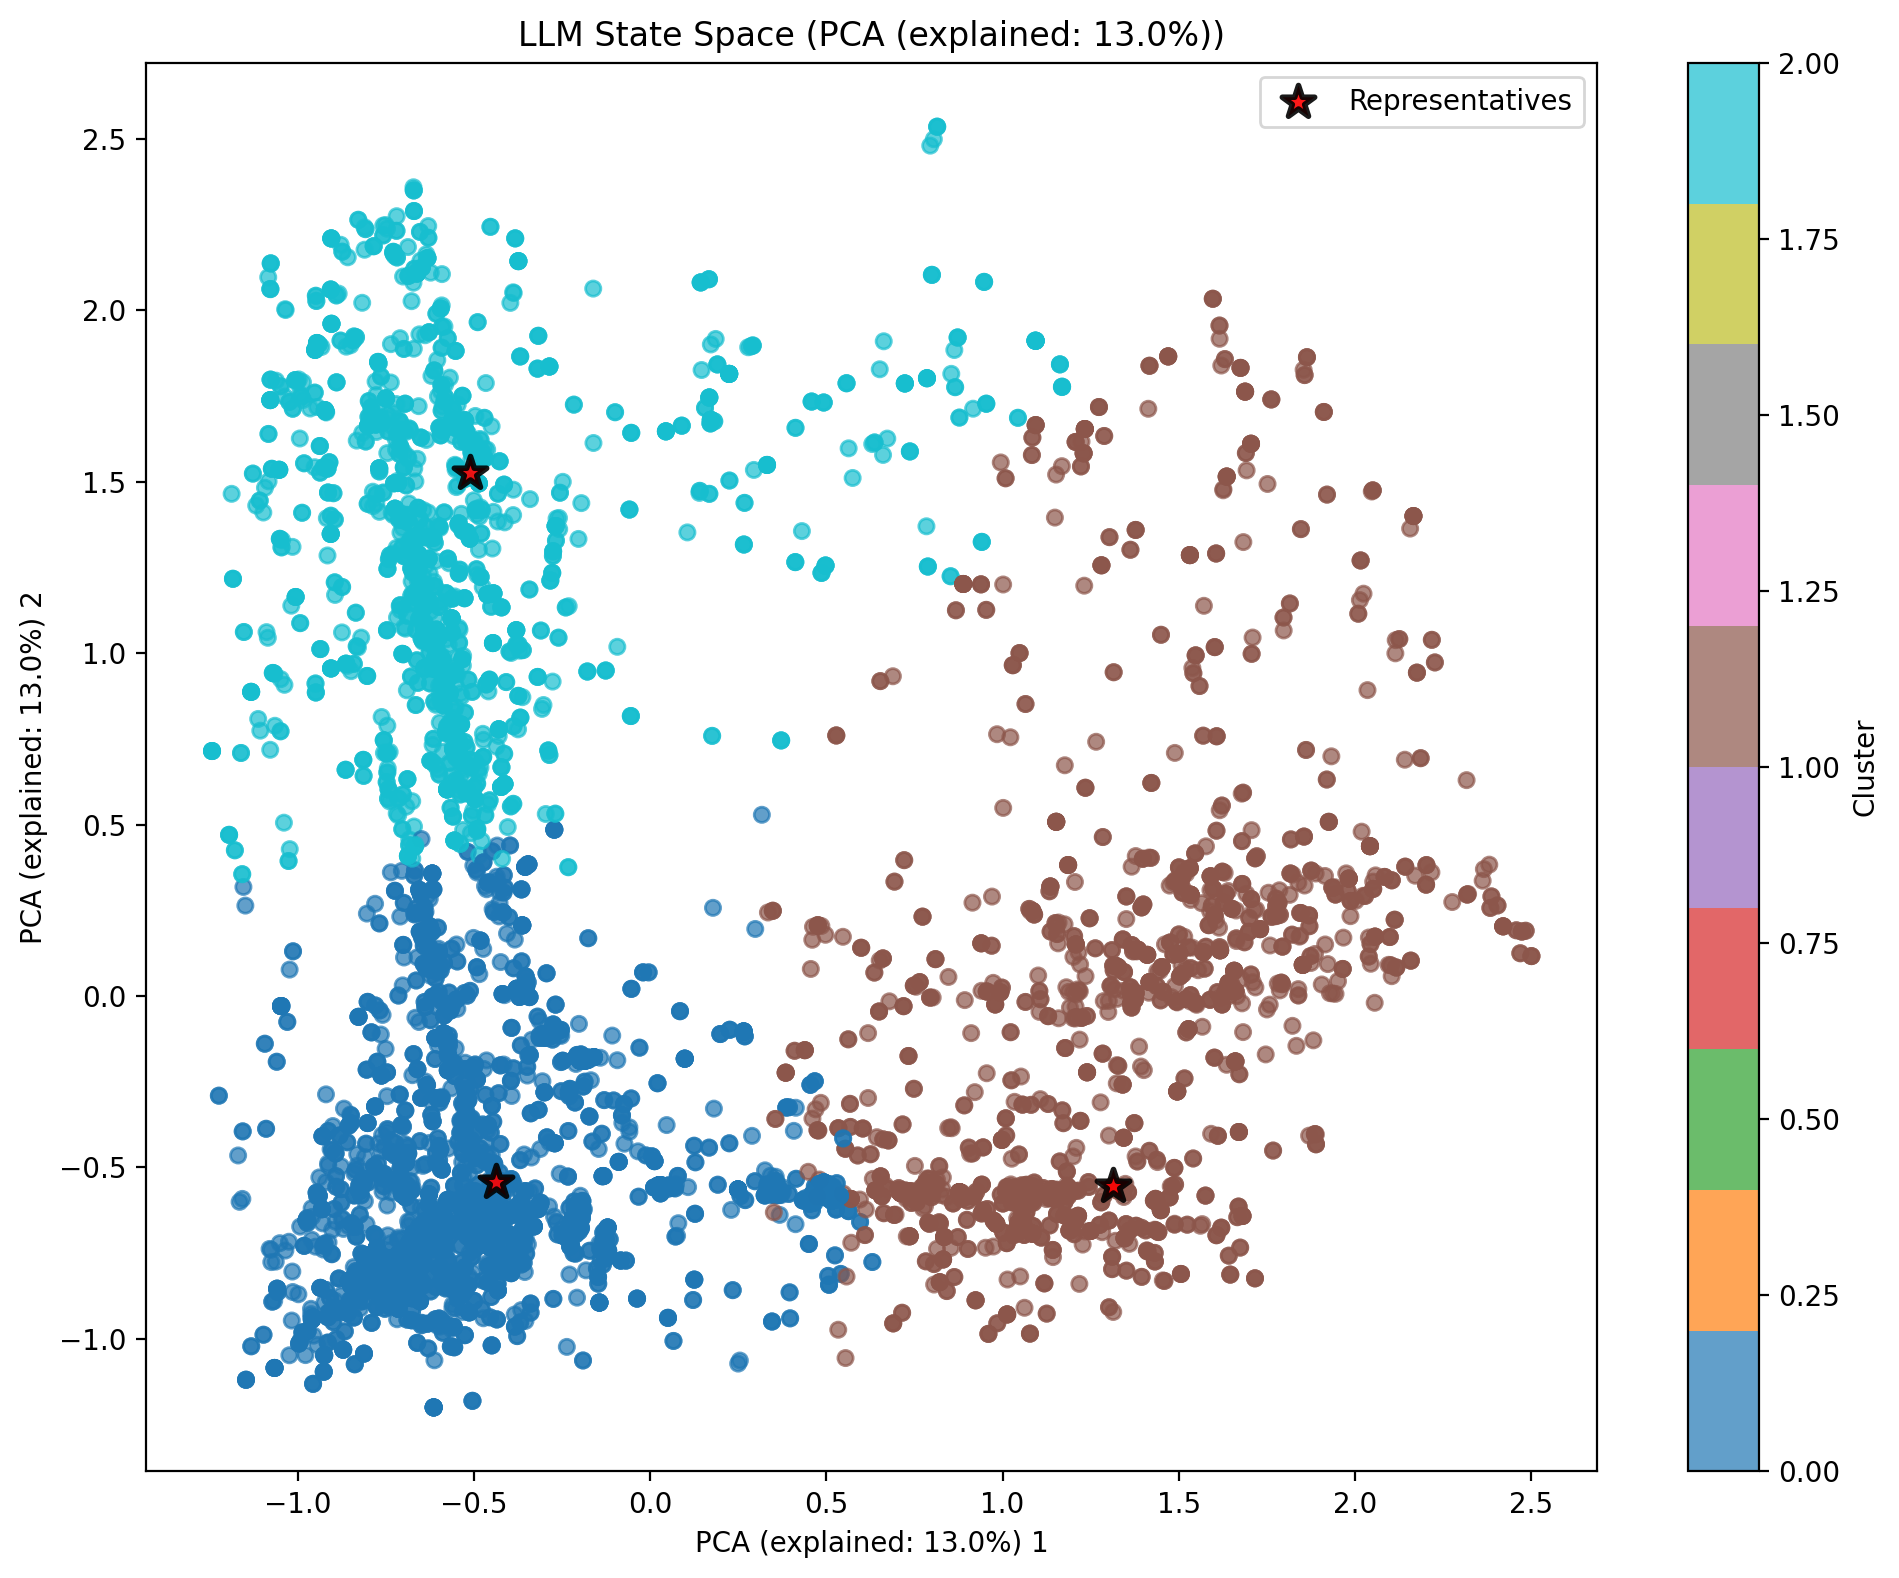 LLM State Space (PCA (explained: 13.0%))
Representatives
2.5
2.0
1.5
1.0
0.5
0.0
−0.5
−1.0
PCA (explained: 13.0%) 2
−1.0 −0.5 0.0 0.5 1.0 1.5 2.0 2.5
PCA (explained: 13.0%) 1
2.00
1.75
1.50
1.25
1.00
0.75
0.50
0.25
0.00
Cluster